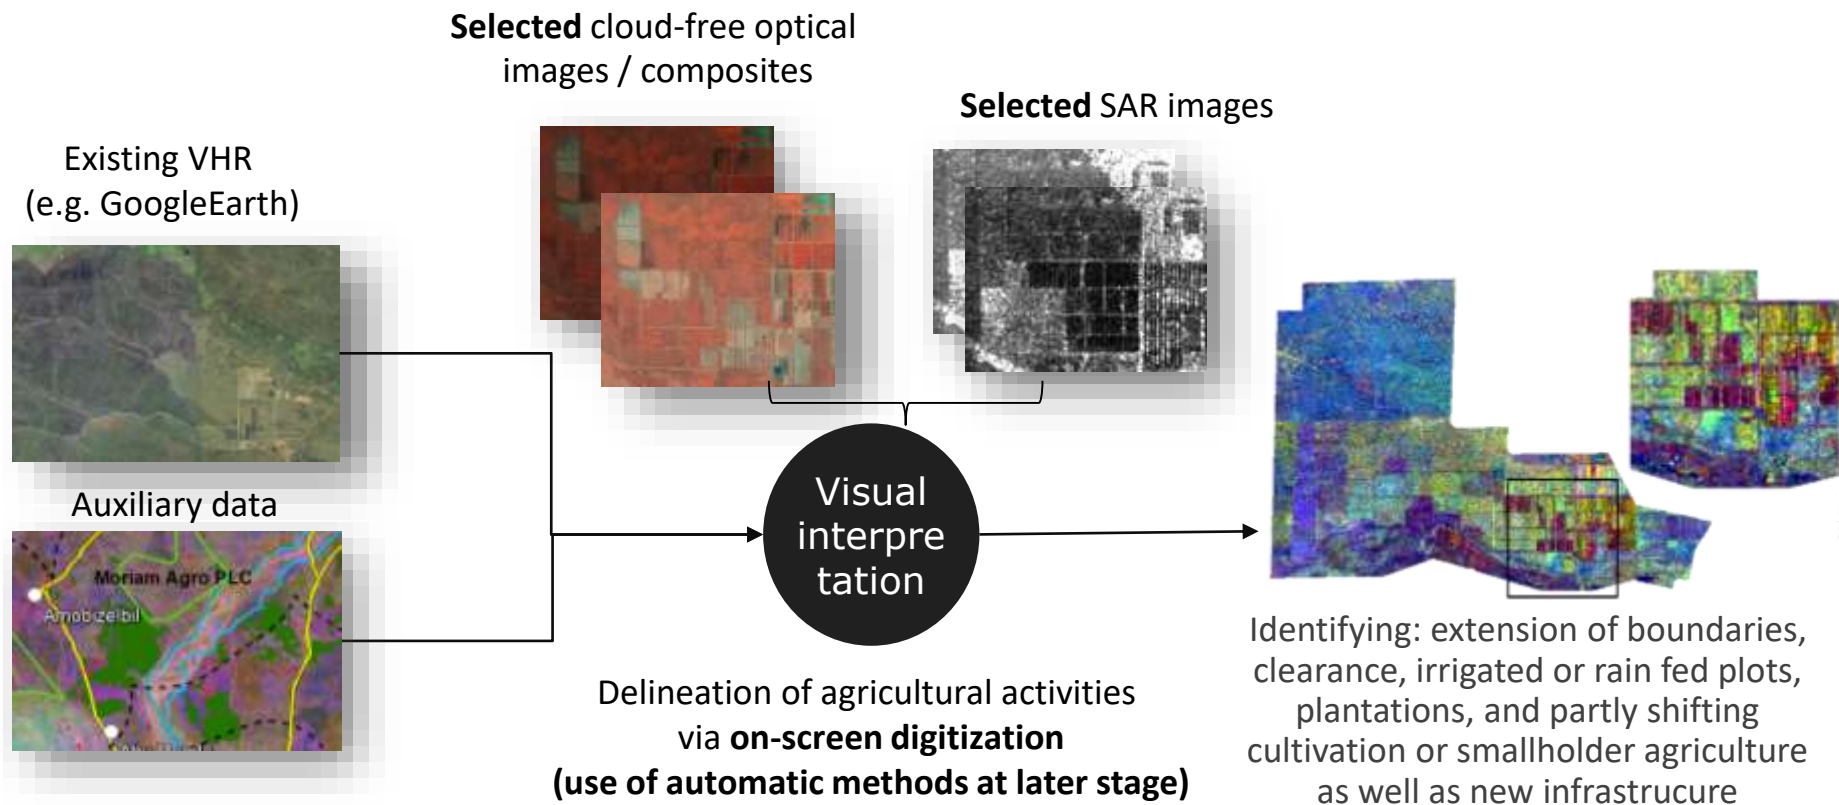 Selected cloud-free optical
images / composites
Selected SAR images
Existing VHR
(e.g. GoogleEarth)
Auxiliary data
Moriam Agro PLC
Amobizelbil
Visual
interpre
tation
Delineation of agricultural activities
via on-screen digitization
(use of automatic methods at later stage)
Identifying: extension of boundaries,
clearance, irrigated or rain fed plots,
plantations, and partly shifting
cultivation or smallholder agriculture
as well as new infrastrucure